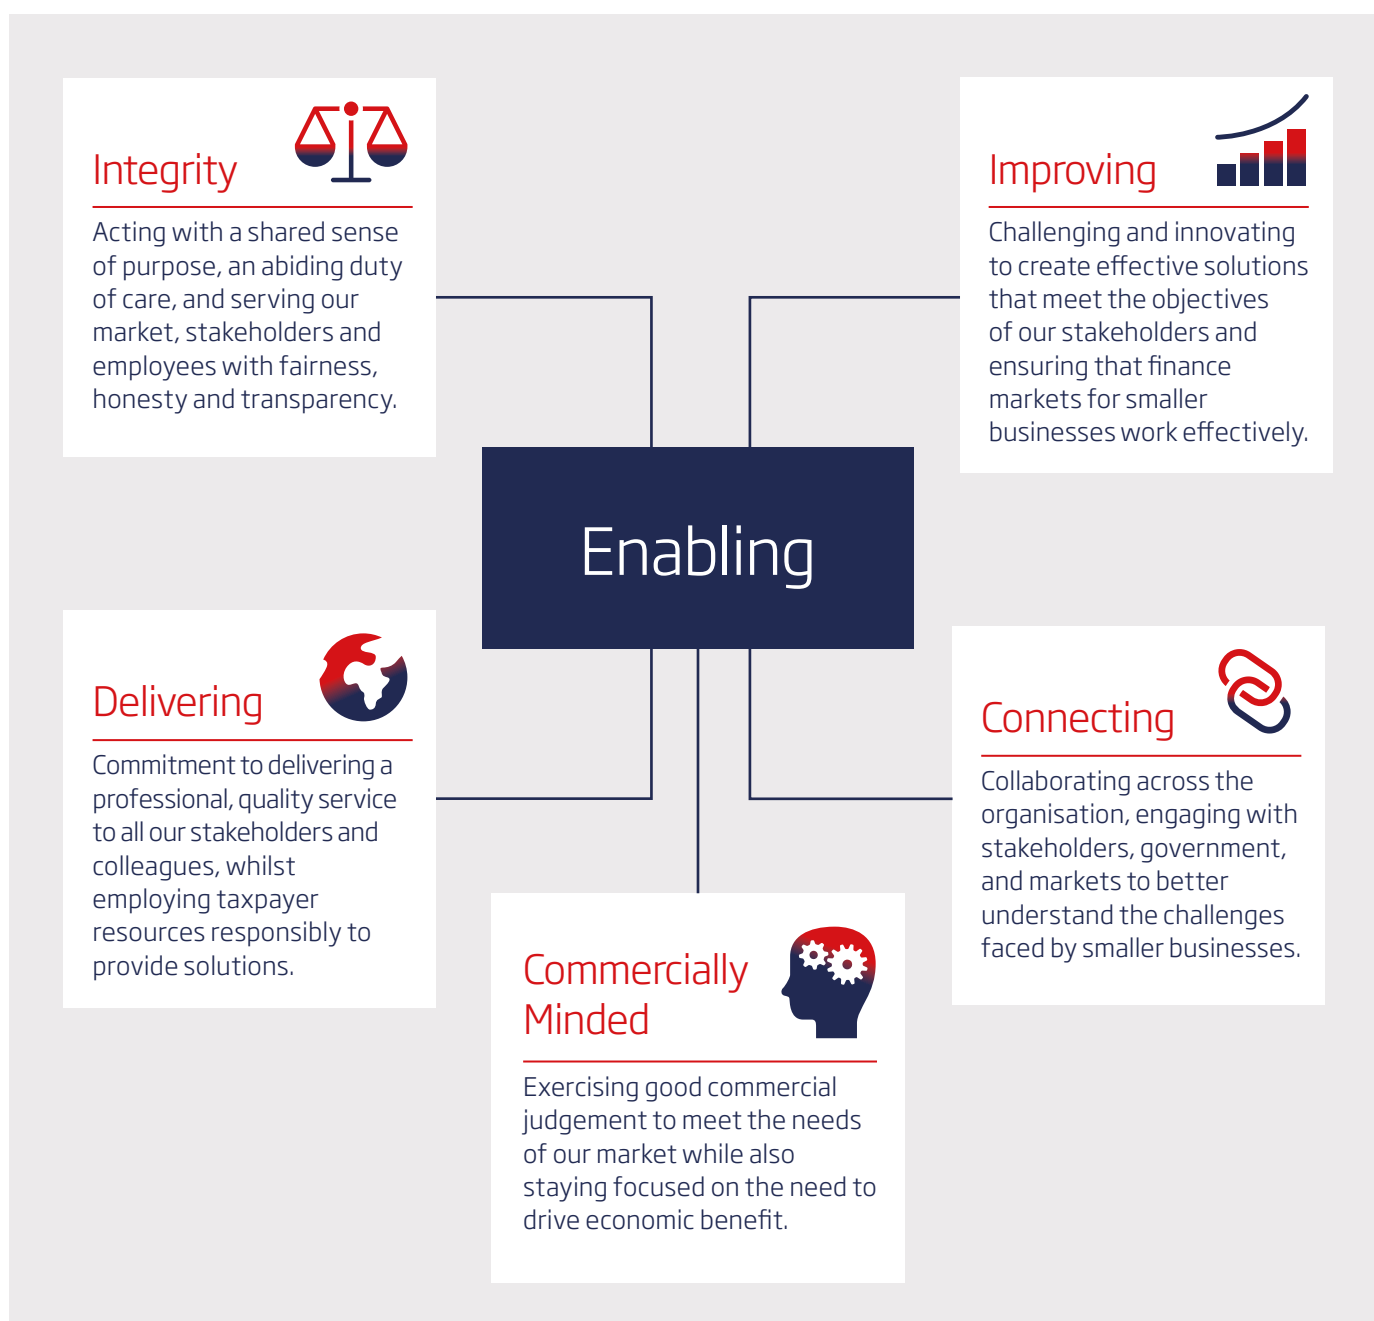 Integrity
Acting with a shared sense
of purpose, an abiding duty
of care, and serving our
market, stakeholders and
employees with fairness,
honesty and transparency.
Improving
Challenging and innovating
to create effective solutions
that meet the objectives
of our stakeholders and
ensuring that finance
markets for smaller
businesses work effectively.
Enabling
Delivering
Commitment to delivering a
professional, quality service
to all our stakeholders and
colleagues, whilst
employing taxpayer
resources responsibly to
provide solutions.
Connecting
Collaborating across the
organisation, engaging with
stakeholders, government,
and markets to better
understand the challenges
faced by smaller businesses.
Commercially
Minded
Exercising good commercial
judgement to meet the needs
of our market while also
staying focused on the need to
drive economic benefit.